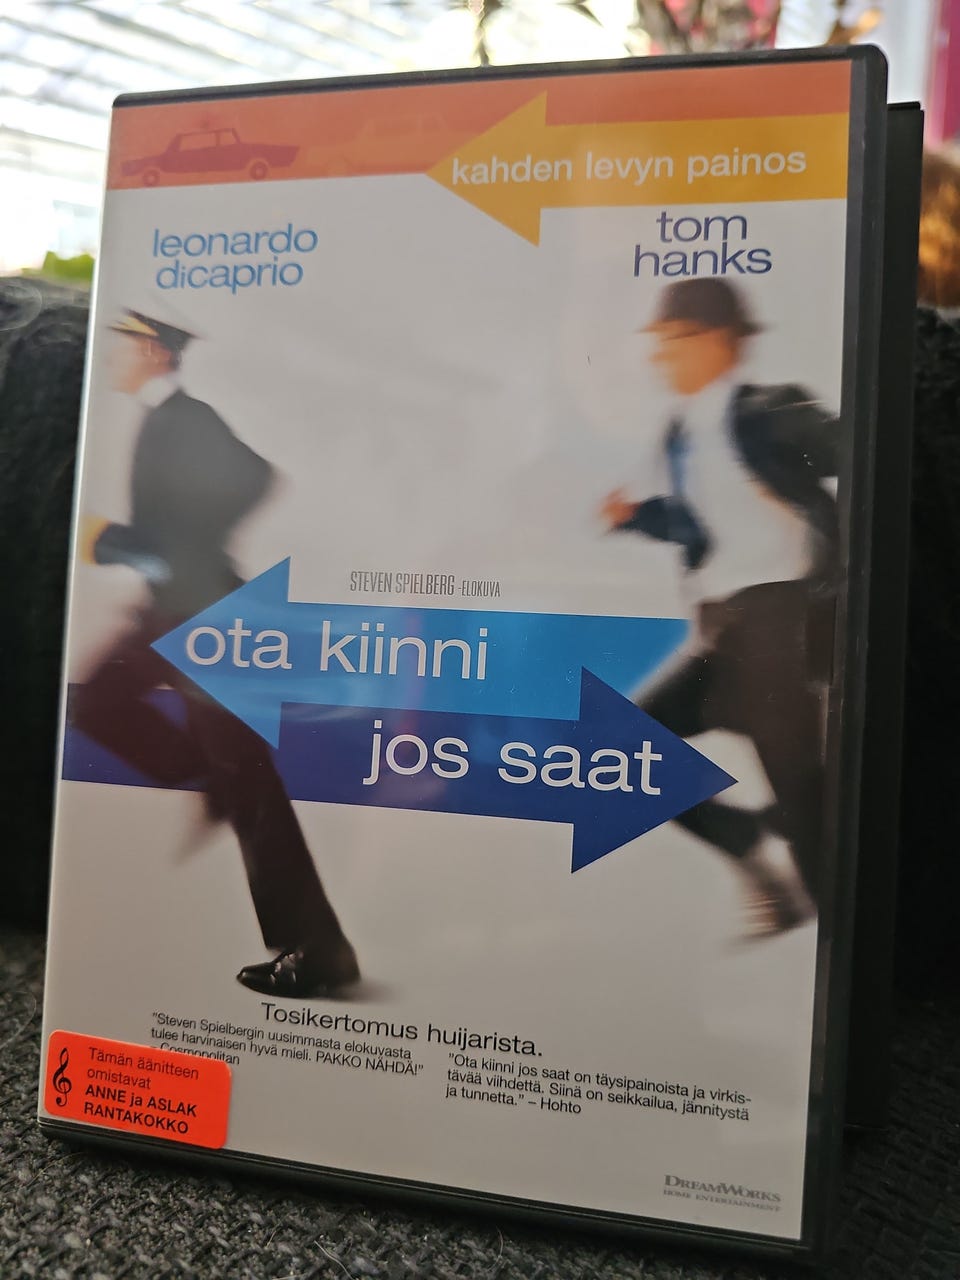 kahden levyn painos
leonardo
dicaprio
tom
hanks
STEVEN SPIELBERG -ELOKUVA
ota kiinni
jos saat
Tosikertomus huijarista.
"Steven Spielbergin uusimmasta elokuvasta
tulee harvinaisen hyvä mieli. PAKKO NÄHDÄ!"
– Cosmopolitan
"Ota kiinni jos saat on täysipainoista ja virkis-
tävää viihdettä. Siinä on seikkailua, jännitystä
ja tunnetta." – Hohto
Tämän äänitteen
omistavat
ANNE ja ASLAK
RANTAKOKKO
DREAMWORKS
HOME ENTERTAINMENT